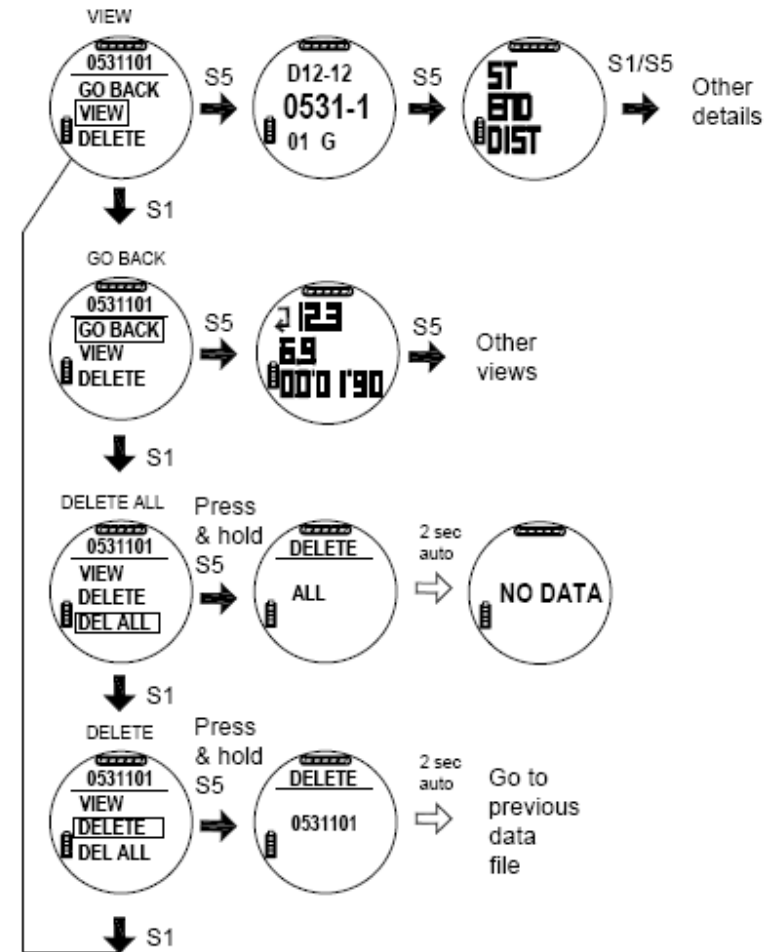 VIEW
0531101
GO BACK
VIEW
DELETE
S5
D12-12
0531-1
01 G
S5
ST
END
DIST
S1/S5
Other
details
S1
GO BACK
0531101
GO BACK
VIEW
DELETE
S5
12.3
6.9
00'01'90
S5
Other
views
S1
DELETE ALL
0531101
VIEW
DELETE
DEL ALL
Press
& hold
S5
DELETE
ALL
2 sec
auto
NO DATA
S1
DELETE
0531101
VIEW
DELETE
DEL ALL
Press
& hold
S5
DELETE
0531101
2 sec
auto
Go to
previous
data
file
S1